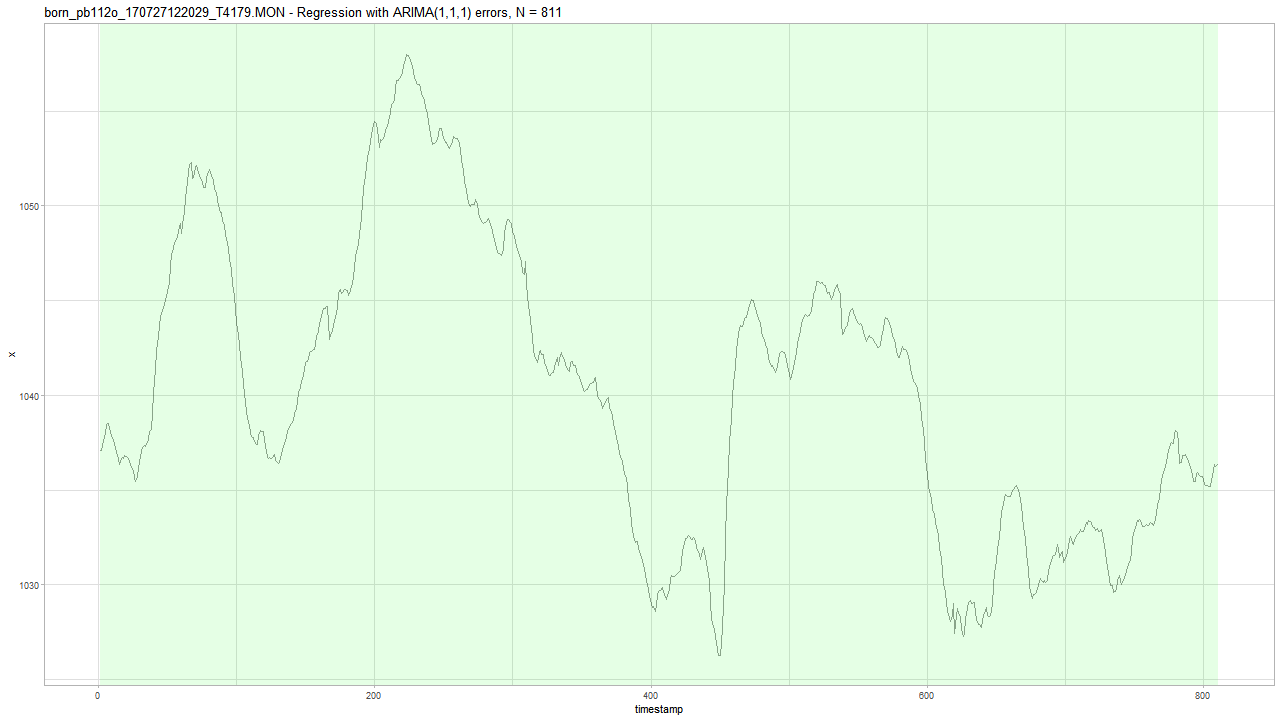 born_pb112o_170727122029_T4179.MON - Regression with ARIMA(1,1,1) errors, N = 811
1050
x
1040
1030
0 200 400 600 800
timestamp